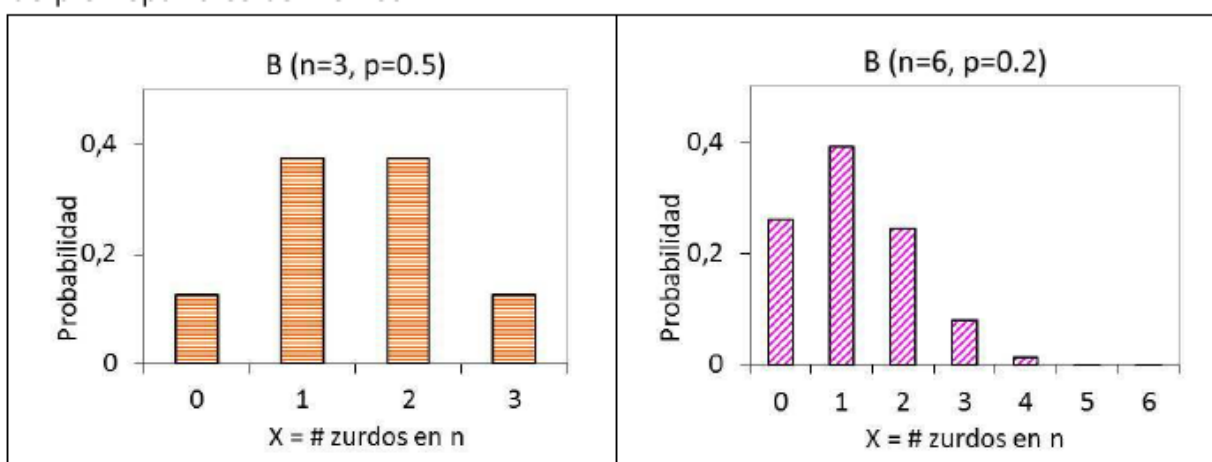 B (n=3, p=0.5)
0,4
0,2
0
Probabilidad
0 1 2 3
X = # zurdos en n
B (n=6, p=0.2)
0,4
0,2
0
Probabilidad
0 1 2 3 4 5 6
X = # zurdos en n